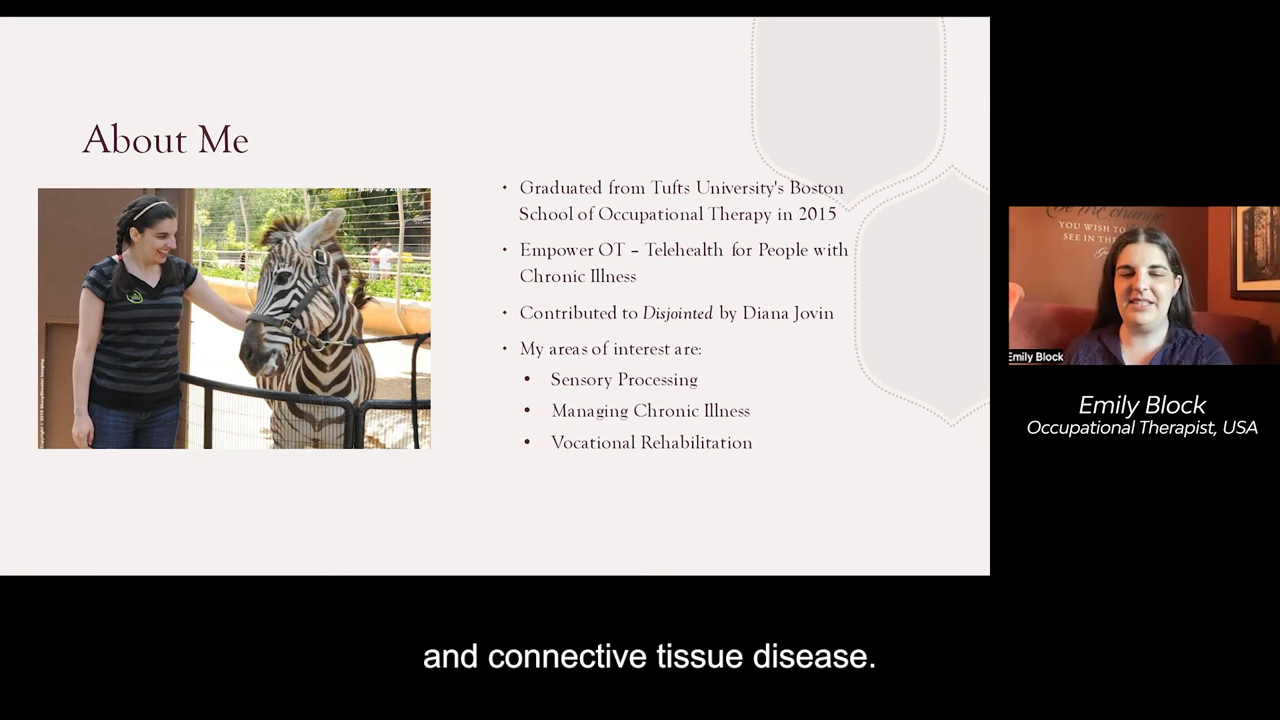 About Me
• Graduated from Tufts University's Boston
School of Occupational Therapy in 2015
• Empower OT – Telehealth for People with
Chronic Illness
• Contributed to Disjointed by Diana Jovin
• My areas of interest are:
• Sensory Processing
• Managing Chronic Illness
• Vocational Rehabilitation
YOU WISH TO
SEE IN THE
Emily Block
Emily Block
Occupational Therapist, USA
and connective tissue disease.